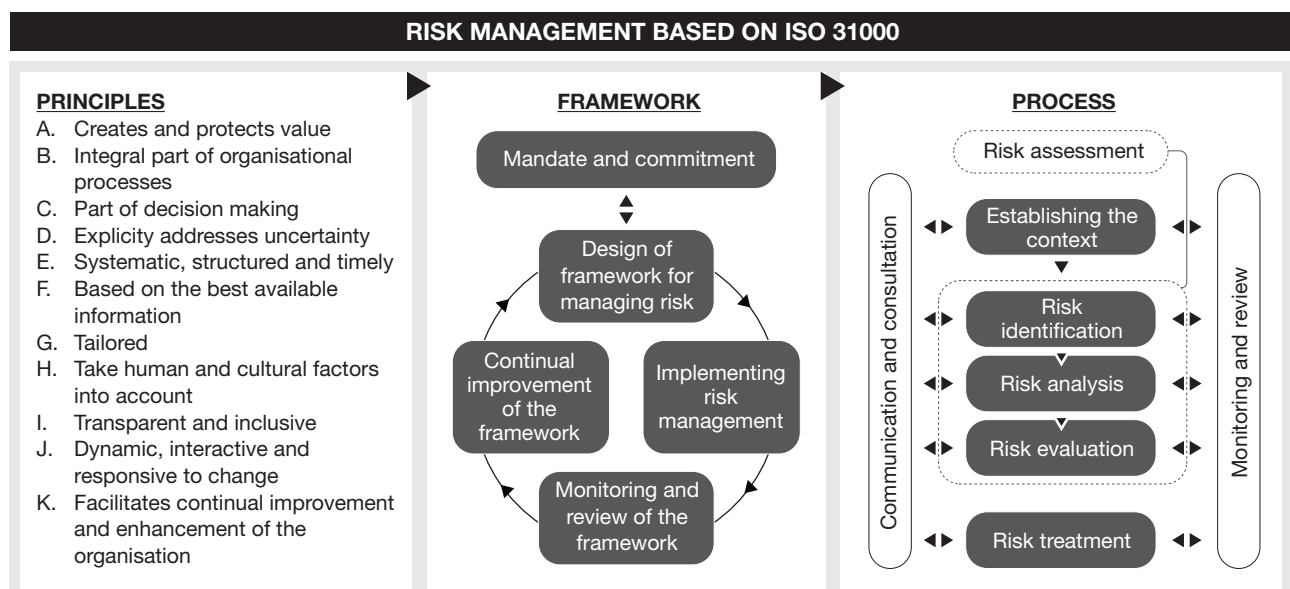 RISK MANAGEMENT BASED ON ISO 31000
PRINCIPLES
A. Creates and protects value
B. Integral part of organisational
processes
C. Part of decision making
D. Explicity addresses uncertainty
E. Systematic, structured and timely
F. Based on the best available
information
G. Tailored
H. Take human and cultural factors
into account
I. Transparent and inclusive
J. Dynamic, interactive and
responsive to change
K. Facilitates continual improvement
and enhancement of the
organisation
FRAMEWORK
Mandate and commitment
Design of
framework for
managing risk
Continual
improvement
of the
framework
Implementing
risk
management
Monitoring and
review of the
framework
PROCESS
Risk assessment
Communication and consultation
Establishing the
context
Risk
identification
Risk analysis
Risk evaluation
Risk treatment
Monitoring and review